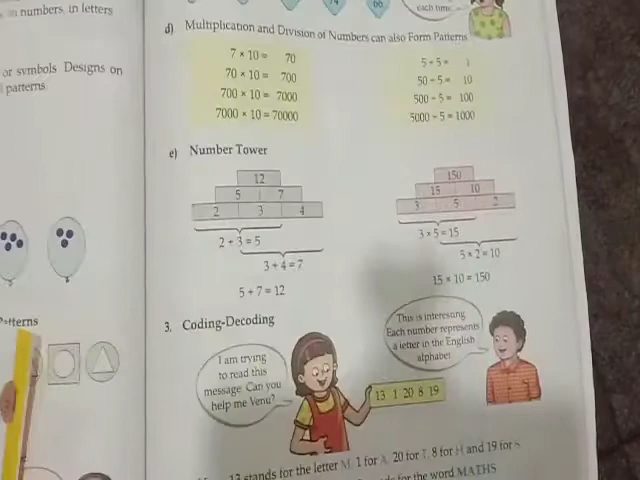 in numbers, in letters
or symbols Designs on
patterns.
each time.
66
d) Multiplication and Division of Numbers can also Form Patterns
7 × 10 = 70
70 × 10 = 700
700 × 10 = 7000
7000 × 10 = 70000
5 ÷ 5 = 1
50 ÷ 5 = 10
500 ÷ 5 = 100
5000 ÷ 5 = 1000
e) Number Tower
12
5 7
2 3 4
2 + 3 = 5
3 + 4 = 7
5 + 7 = 12
150
15 10
3 5 2
3 × 5 = 15
5 × 2 = 10
15 × 10 = 150
Patterns
3. Coding-Decoding
I am trying
to read this
message. Can you
help me Venu?
This is interesting
Each number represents
a letter in the English
alphabet
13 1 20 8 19
13 stands for the letter M, 1 for A, 20 for T, 8 for H and 19 for S
for the word MATHS